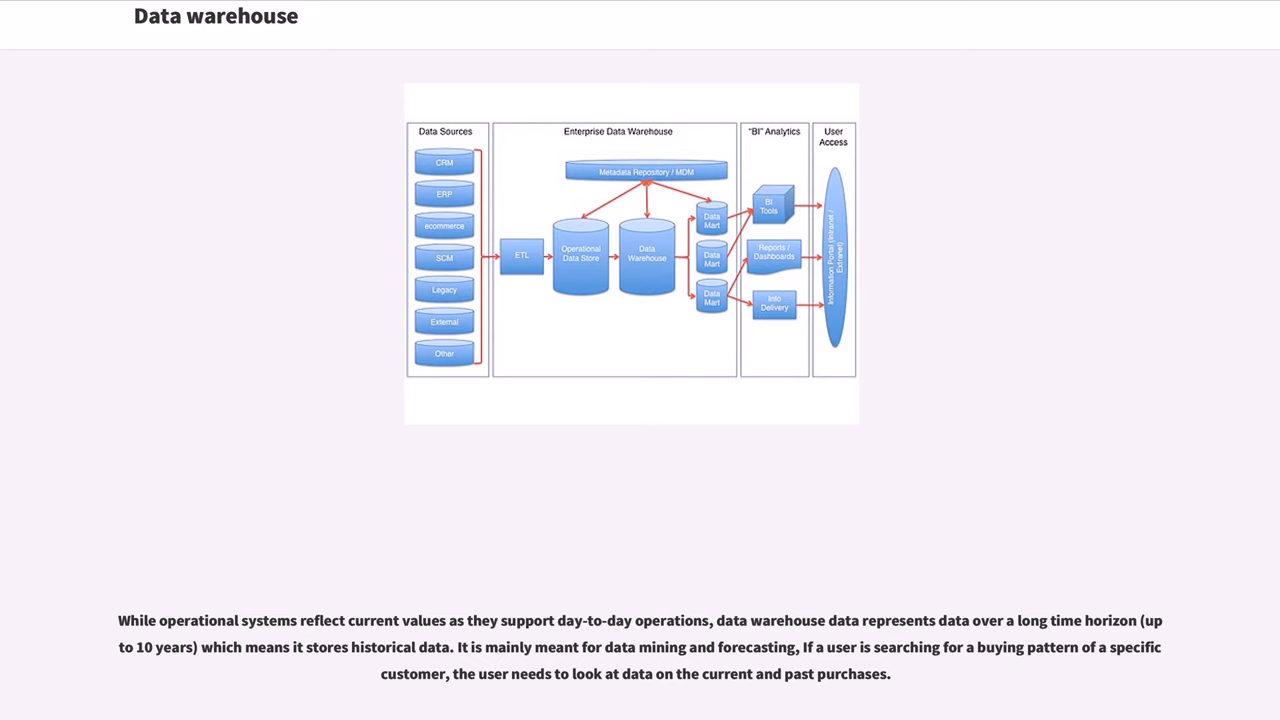 Data warehouse
Data Sources
CRM
ERP
ecommerce
SCM
Legacy
External
Other
Enterprise Data Warehouse
Metadata Repository / MDM
ETL
Operational
Data Store
Data
Warehouse
Data
Mart
Data
Mart
Data
Mart
"BI" Analytics
BI
Tools
Reports /
Dashboards
Info
Delivery
User
Access
Information Portal (Intranet /
Extranet)
While operational systems reflect current values as they support day-to-day operations, data warehouse data represents data over a long time horizon (up
to 10 years) which means it stores historical data. It is mainly meant for data mining and forecasting, If a user is searching for a buying pattern of a specific
customer, the user needs to look at data on the current and past purchases.